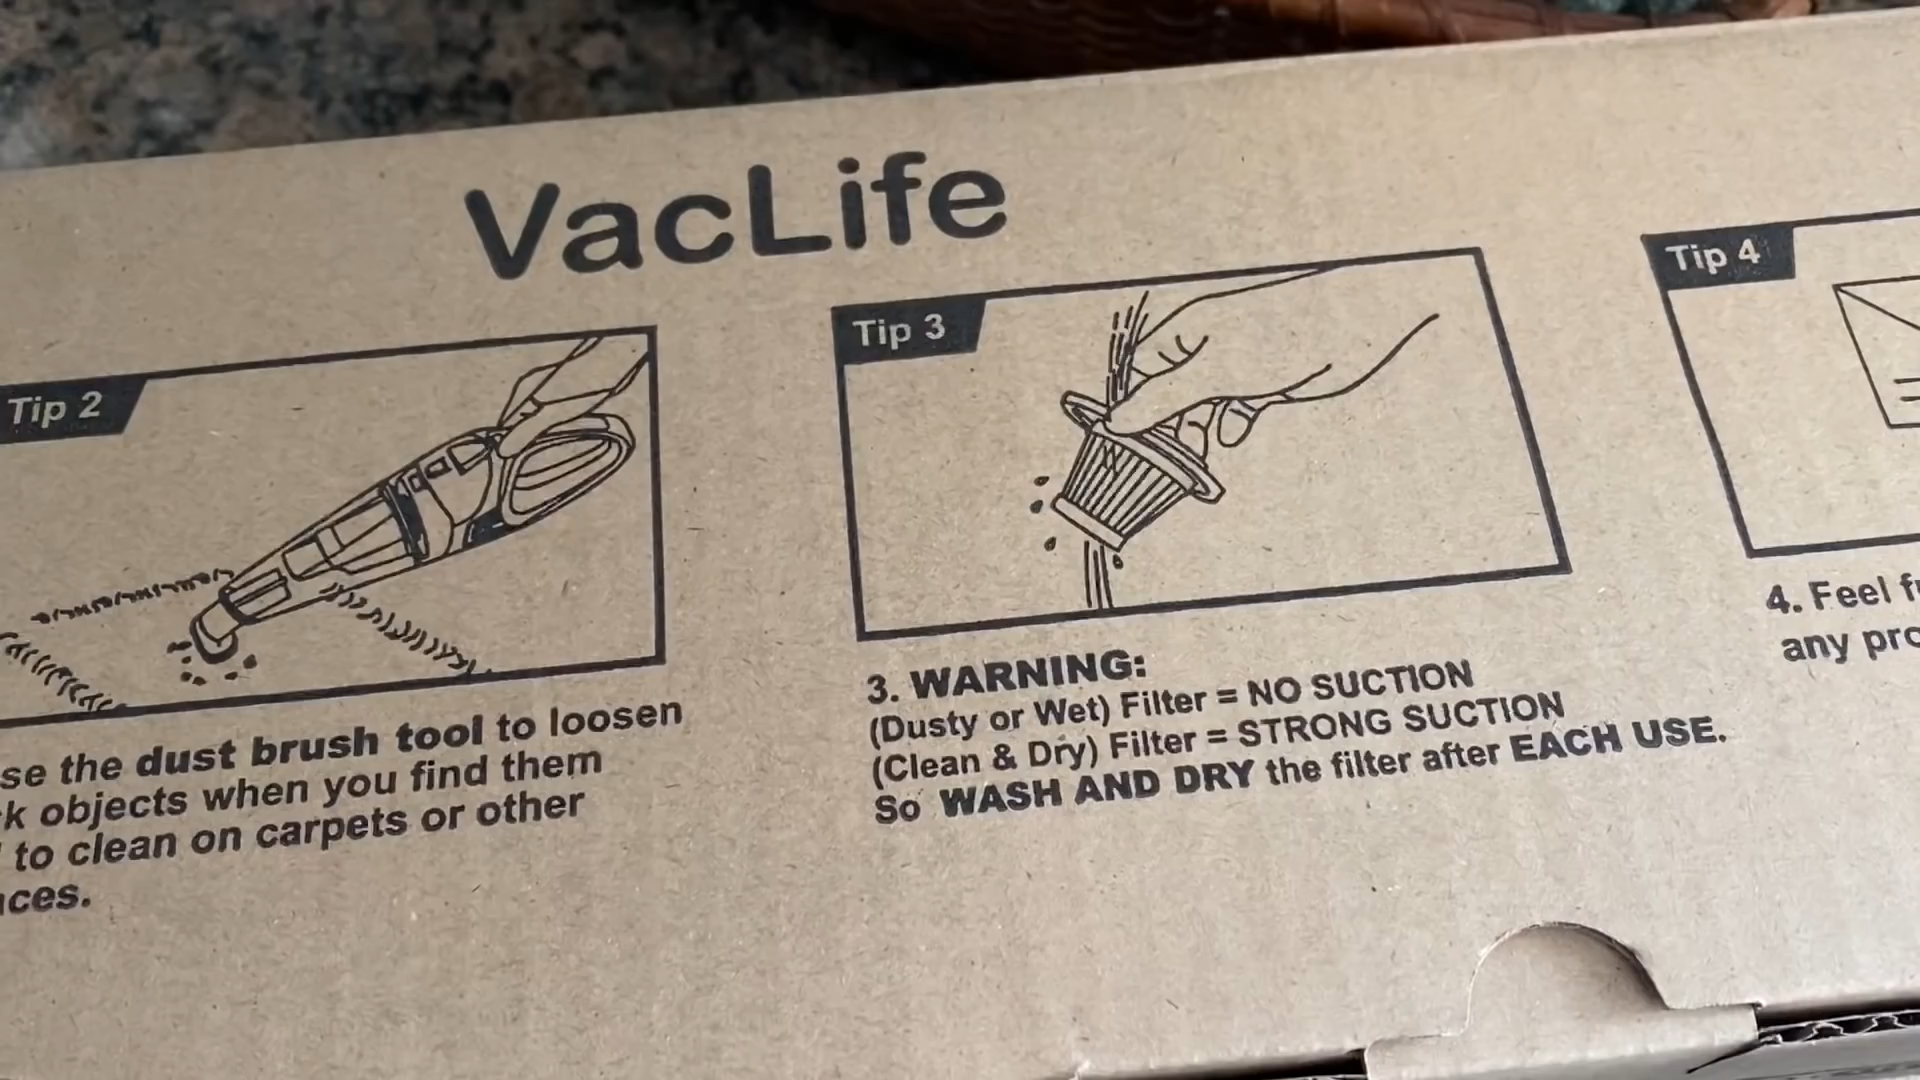 VacLife
Tip 2
the dust brush tool to loosen
objects when you find them
to clean on carpets or other
Tip 3
3. WARNING:
(Dusty or Wet) Filter = NO SUCTION
(Clean & Dry) Filter = STRONG SUCTION
So WASH AND DRY the filter after EACH USE.
Tip 4
4. Feel
any